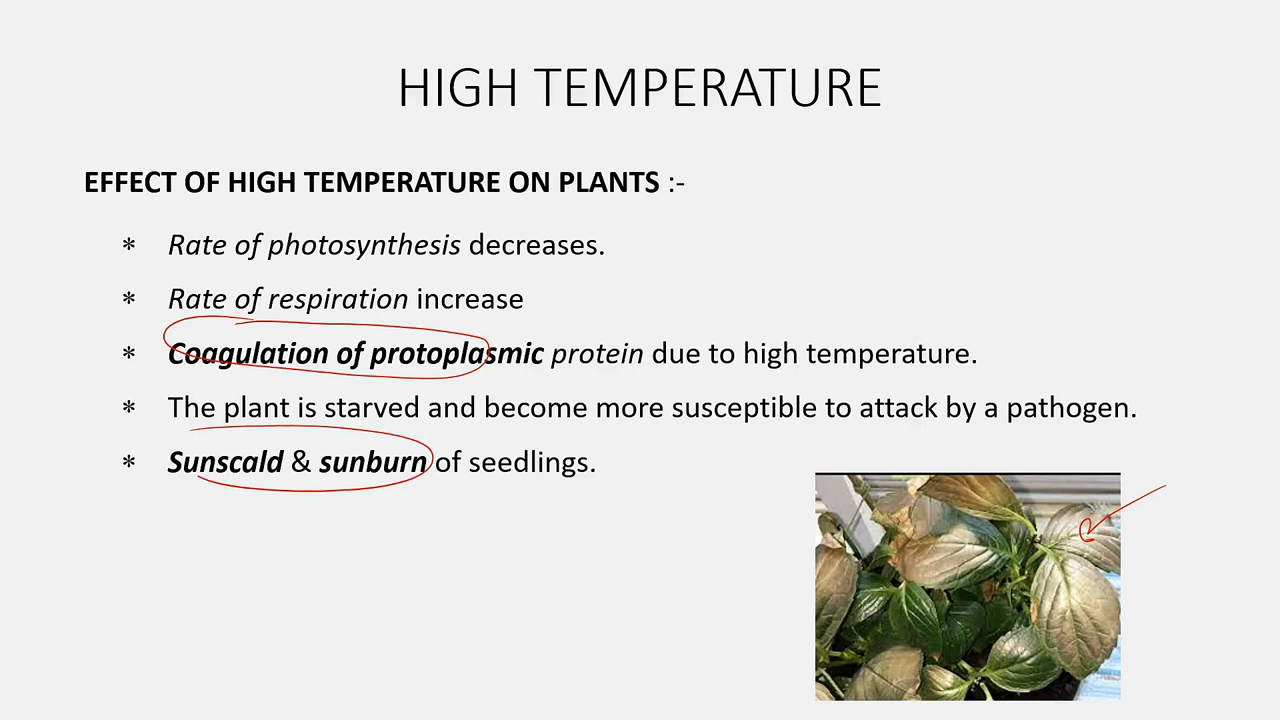 HIGH TEMPERATURE
EFFECT OF HIGH TEMPERATURE ON PLANTS :-
* Rate of photosynthesis decreases.
* Rate of respiration increase
* Coagulation of protoplasmic protein due to high temperature.
* The plant is starved and become more susceptible to attack by a pathogen.
* Sunscald & sunburn of seedlings.